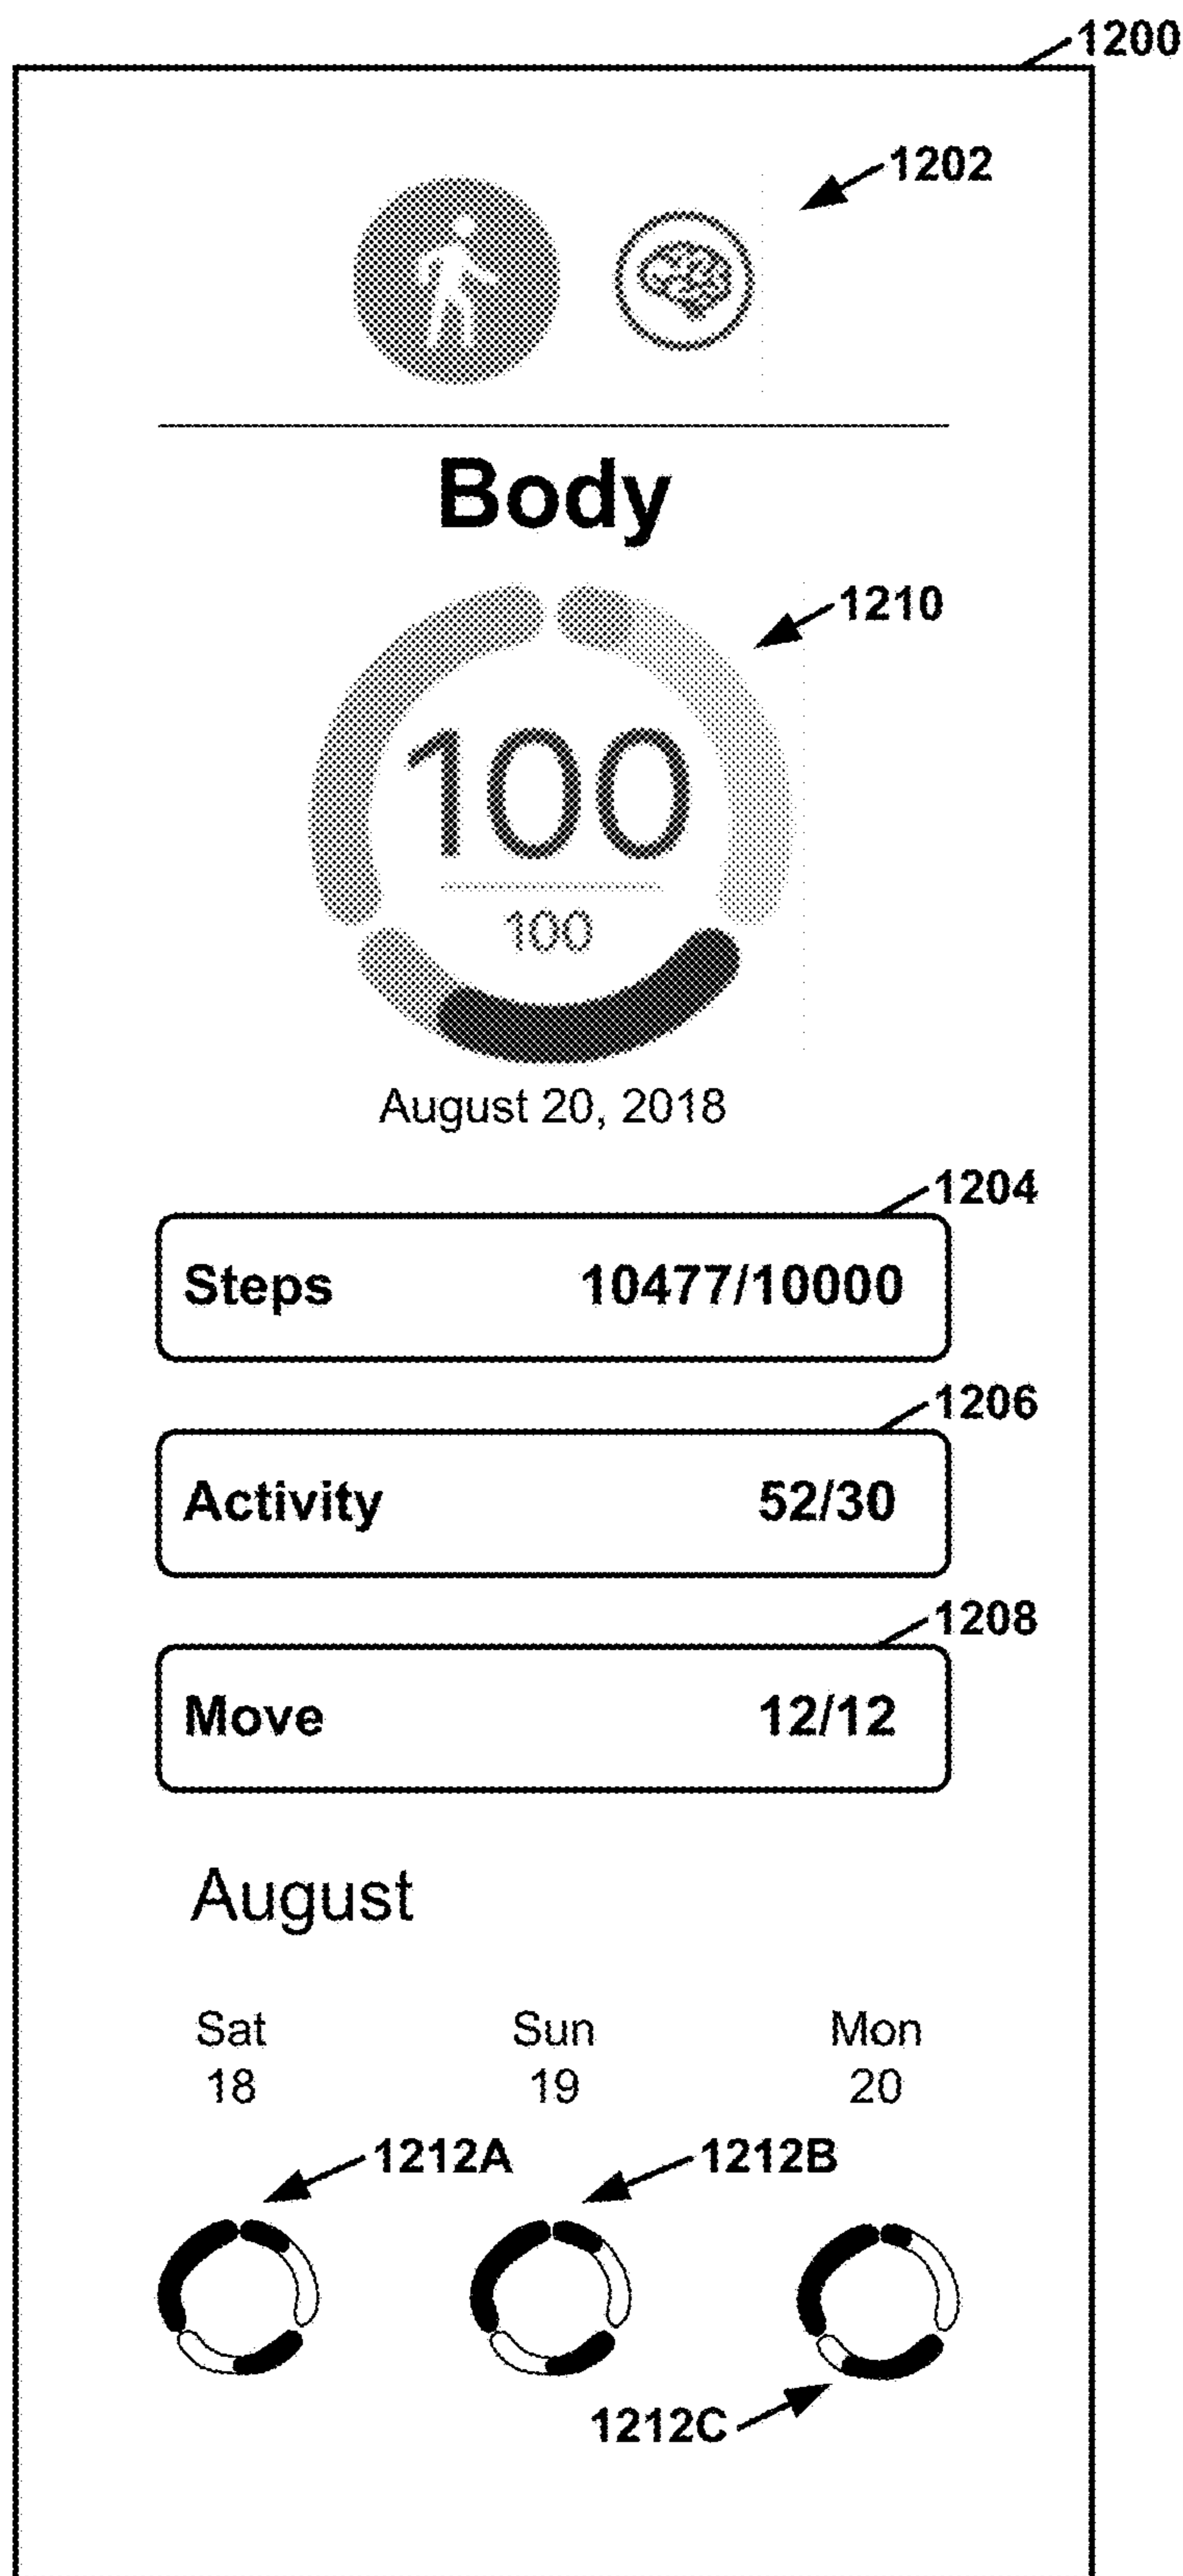 1200
1202
Body
1210
100
100
August 20, 2018
1204
Steps 10477/10000
1206
Activity 52/30
1208
Move 12/12
August
Sat Sun Mon
18 19 20
1212A 1212B
1212C